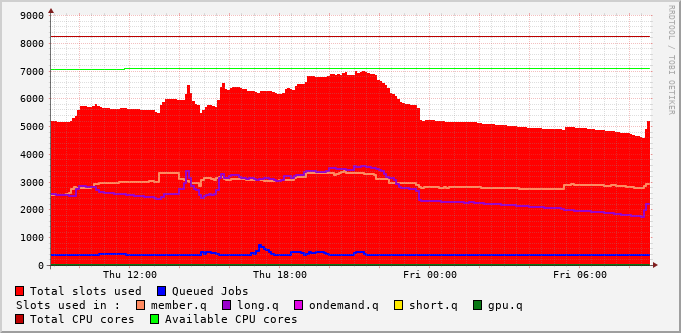 9000
8000
7000
6000
5000
4000
3000
2000
1000
0
Thu 12:00 Thu 18:00 Fri 00:00 Fri 06:00
RRDTOOL / TOBI OETIKER
Total slots used Queued Jobs
Slots used in : member.q long.q ondemand.q short.q gpu.q
Total CPU cores Available CPU cores